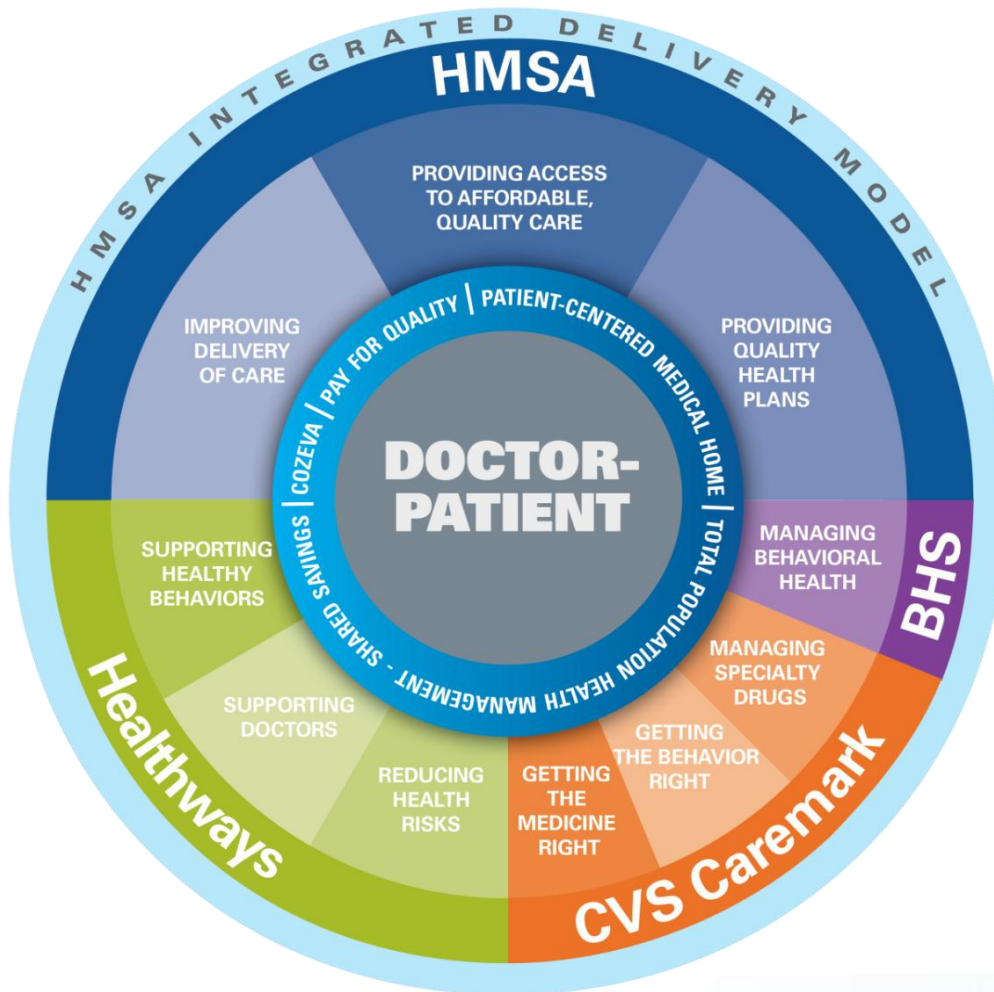 HMSA INTEGRATED DELIVERY MODEL
HMSA
PROVIDING ACCESS
TO AFFORDABLE,
QUALITY CARE
IMPROVING
DELIVERY
OF CARE
PROVIDING
QUALITY
HEALTH
PLANS
COZEVA | PAY FOR QUALITY | PATIENT-CENTERED MEDICAL HOME | TOTAL POPULATION HEALTH MANAGEMENT - SHARED SAVINGS |
DOCTOR-
PATIENT
SUPPORTING
HEALTHY
BEHAVIORS
MANAGING
BEHAVIORAL
HEALTH
BHS
SUPPORTING
DOCTORS
MANAGING
SPECIALTY
DRUGS
Healthways
REDUCING
HEALTH
RISKS
GETTING
THE
MEDICINE
RIGHT
GETTING
THE BEHAVIOR
RIGHT
CVS Caremark